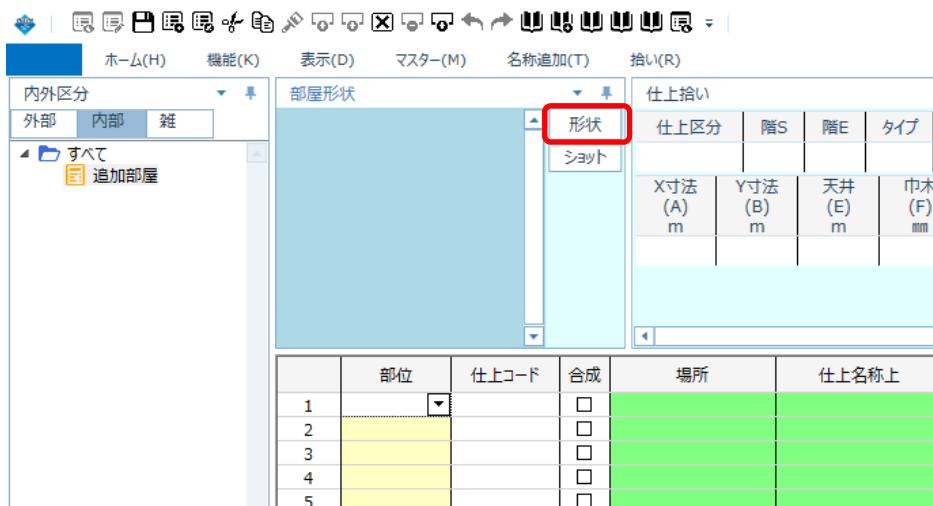 ホーム(H) 機能(K) 表示(D) マスター(M) 名称追加(T) 拾い(R)
内外区分
外部 内部 雑
すべて
追加部屋
部屋形状
形状
ショット
仕上拾い
仕上区分 階S 階E タイプ
X寸法 Y寸法 天井 巾木
(A) (B) (E) (F)
m m m mm
部位 仕上コード 合成 場所 仕上名称上
1
2
3
4
5